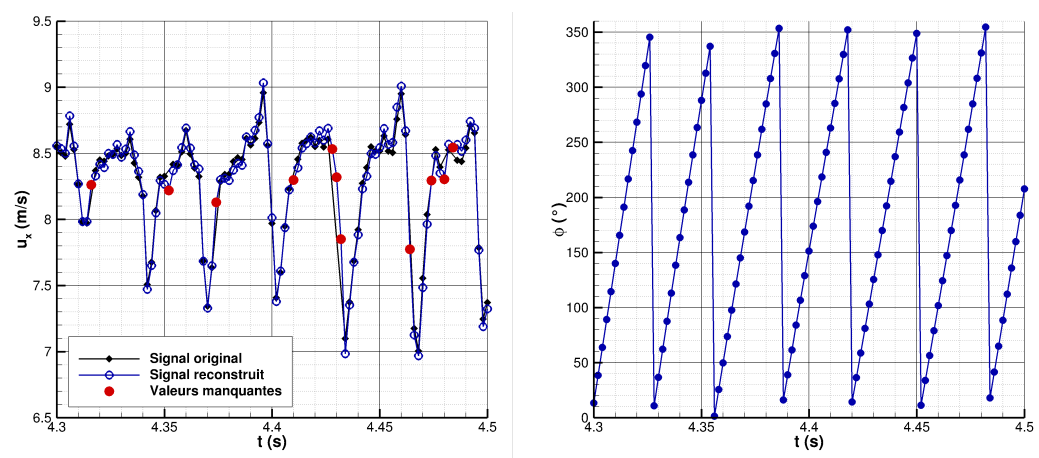 9.5
9
8.5
8
7.5
7
6.5
u_x (m/s)
Signal original
Signal reconstruit
Valeurs manquantes
4.3 4.35 4.4 4.45 4.5
t (s)
350
300
250
200
150
100
50
0
ϕ (°)
4.3 4.35 4.4 4.45 4.5
t (s)